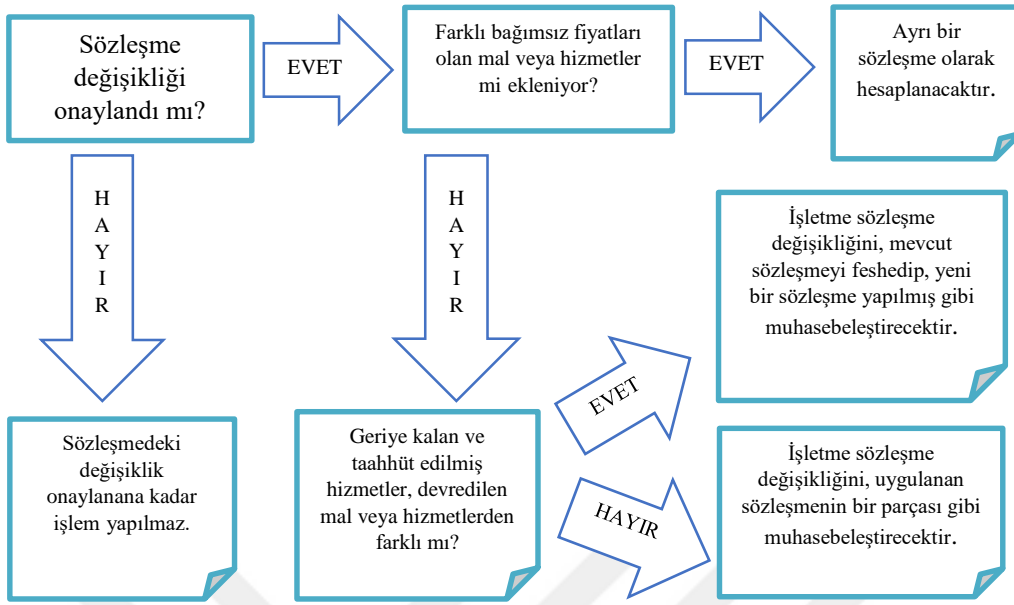 Sözleşme
değişikliği
onaylandı mı?
EVET
Farklı bağımsız fiyatları
olan mal veya hizmetler
mi ekleniyor?
EVET
Ayrı bir
sözleşme olarak
hesaplanacaktır.
H
A
Y
I
R
H
A
Y
I
R
İşletme sözleşme
değişikliğini, mevcut
sözleşmeyi feshedip, yeni
bir sözleşme yapılmış gibi
muhasebeleştirecektir.
EVET
Sözleşmedeki
değişiklik
onaylanana kadar
işlem yapılmaz.
Geriye kalan ve
taahhüt edilmiş
hizmetler, devredilen
mal veya hizmetlerden
farklı mı?
HAYIR
İşletme sözleşme
değişikliğini, uygulanan
sözleşmenin bir parçası gibi
muhasebeleştirecektir.